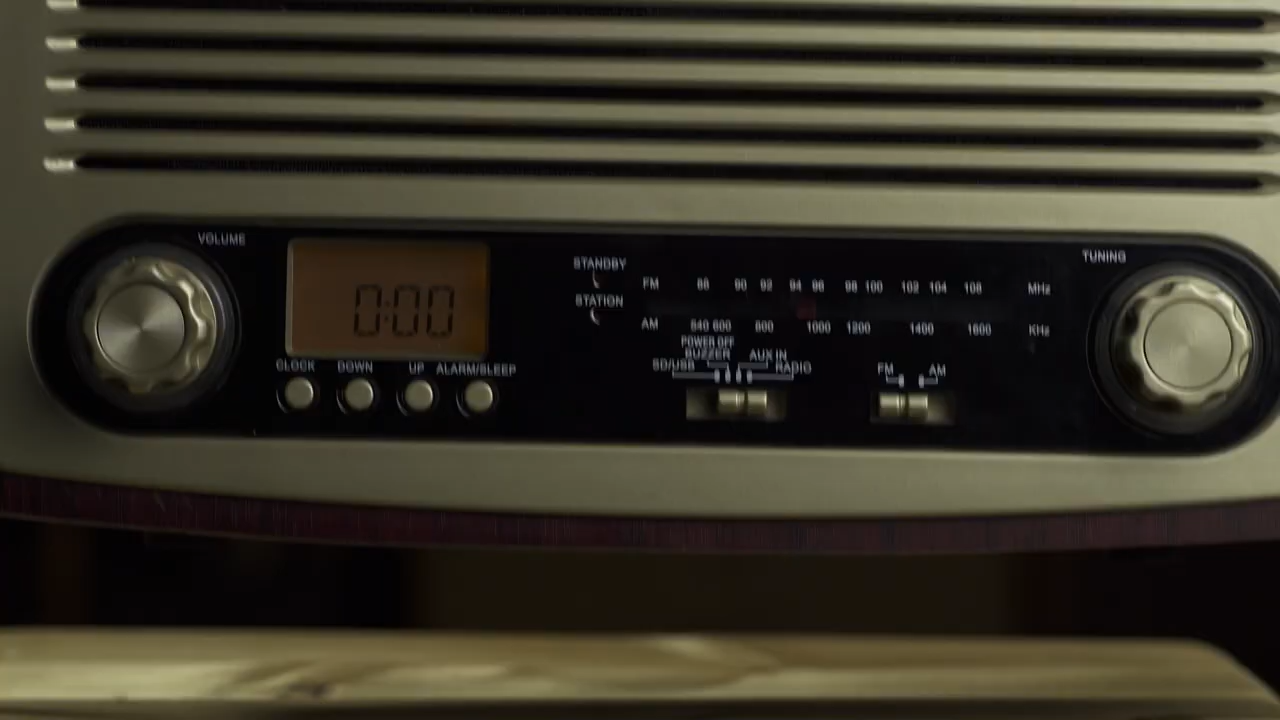 VOLUME
TUNING
0:00
STANDBY
STATION
FM 88 90 92 94 96 98 100 102 104 108 MHz
AM 540 600 800 1000 1200 1400 1600 KHz
POWER OFF
BUZZER AUX IN
SD/USB RADIO
FM AM
CLOCK DOWN UP ALARM/SLEEP